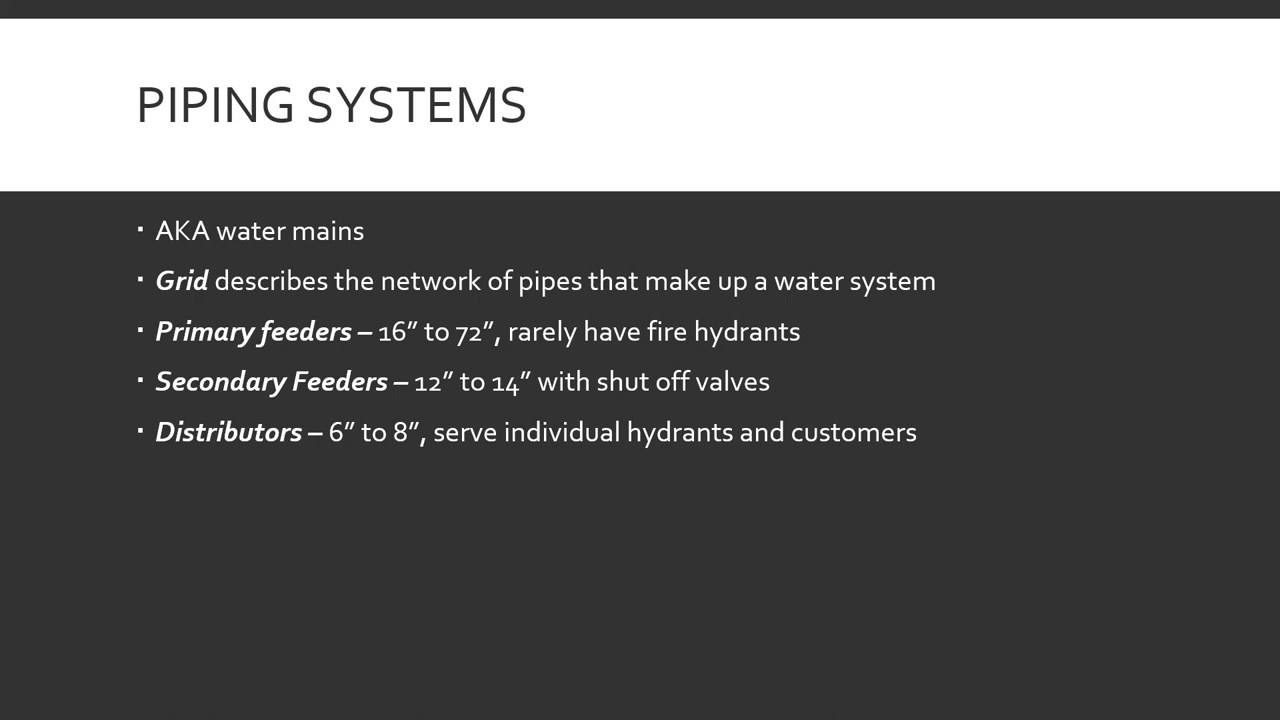 PIPING SYSTEMS
▪ AKA water mains
▪ Grid describes the network of pipes that make up a water system
▪ Primary feeders – 16” to 72”, rarely have fire hydrants
▪ Secondary Feeders – 12” to 14” with shut off valves
▪ Distributors – 6” to 8”, serve individual hydrants and customers